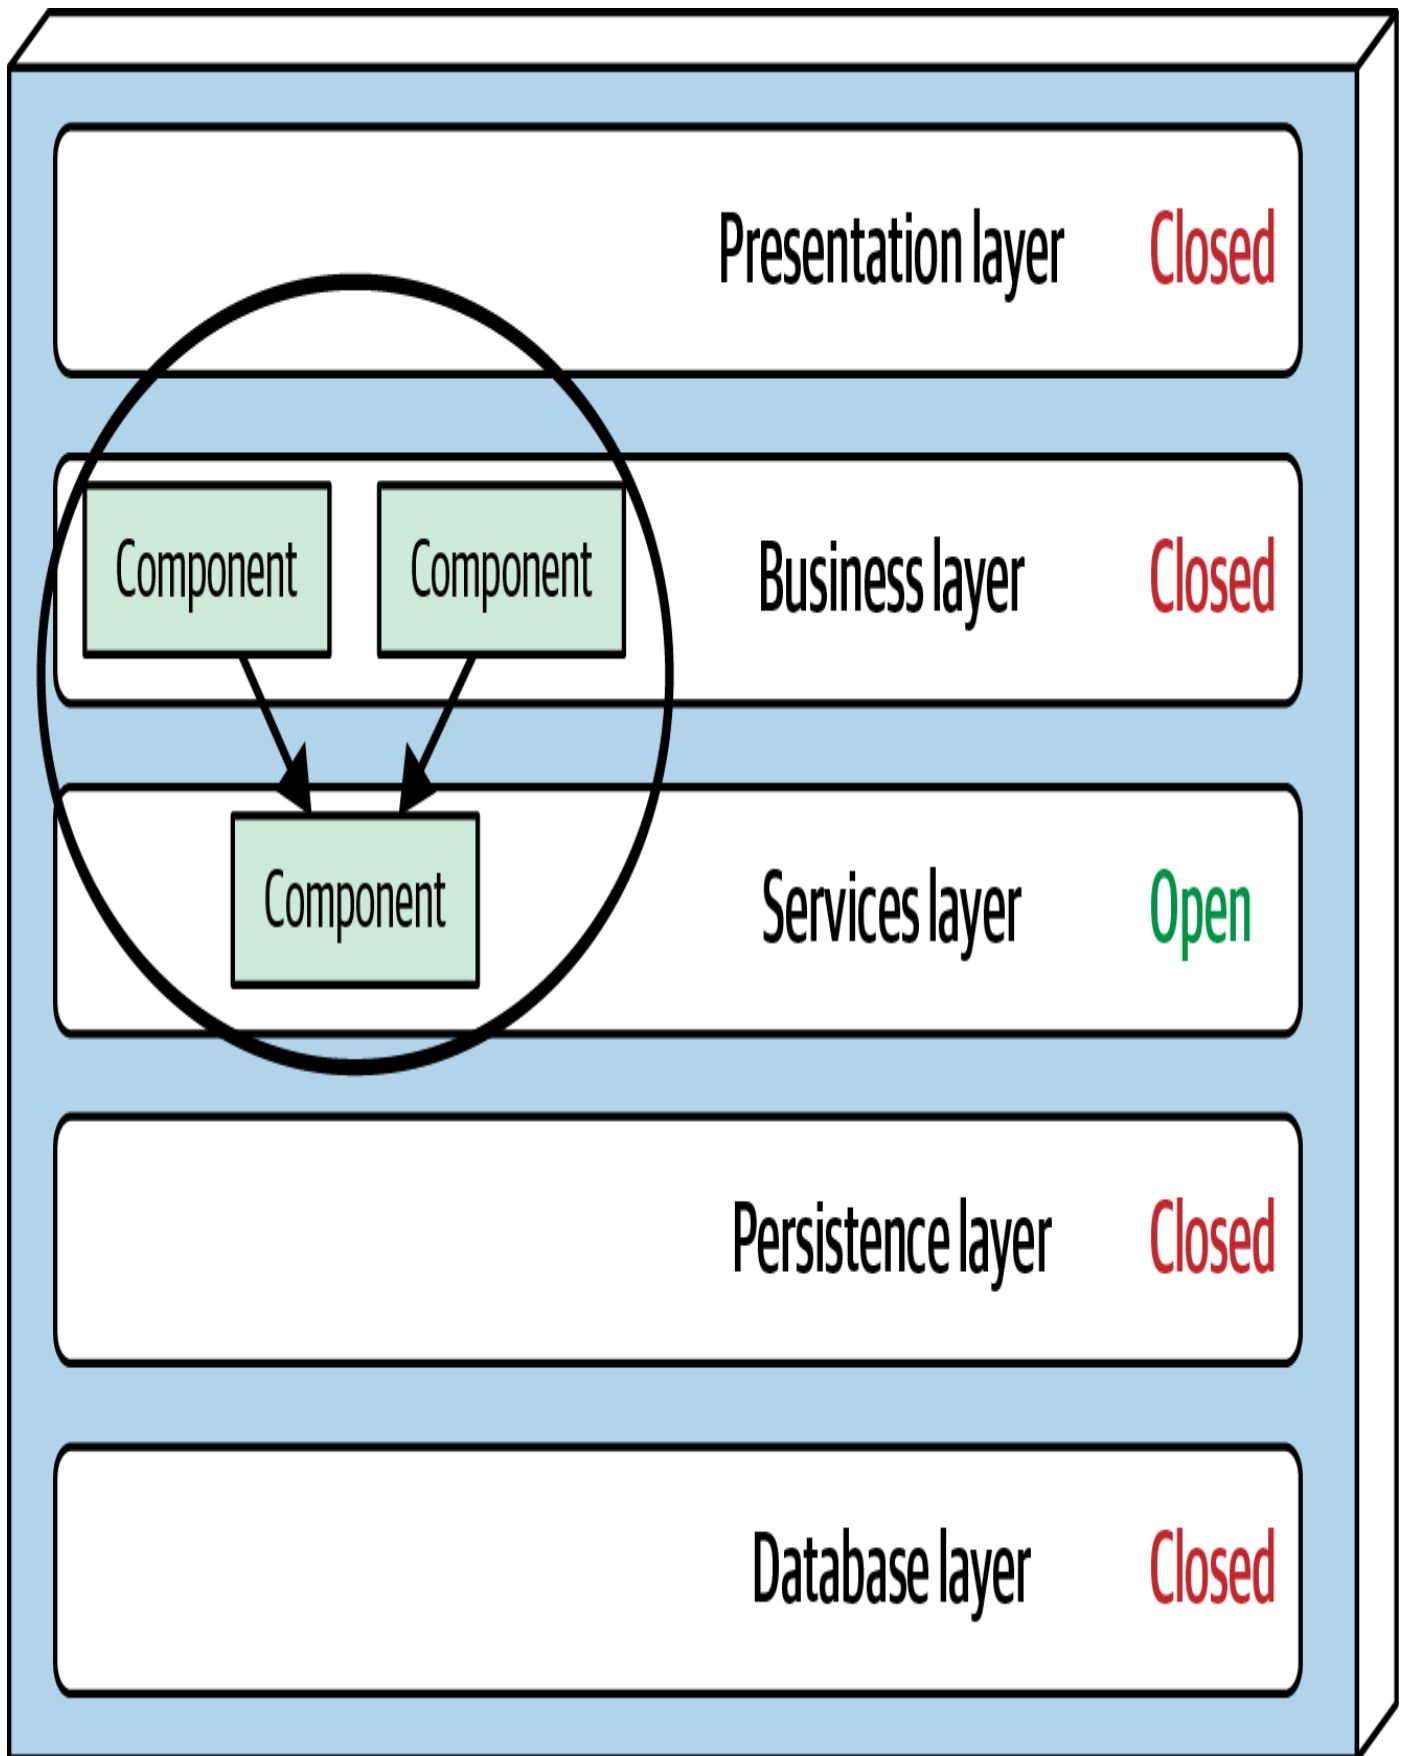 Presentation layer Closed
Component Component Business layer Closed
Component Services layer Open
Persistence layer Closed
Database layer Closed